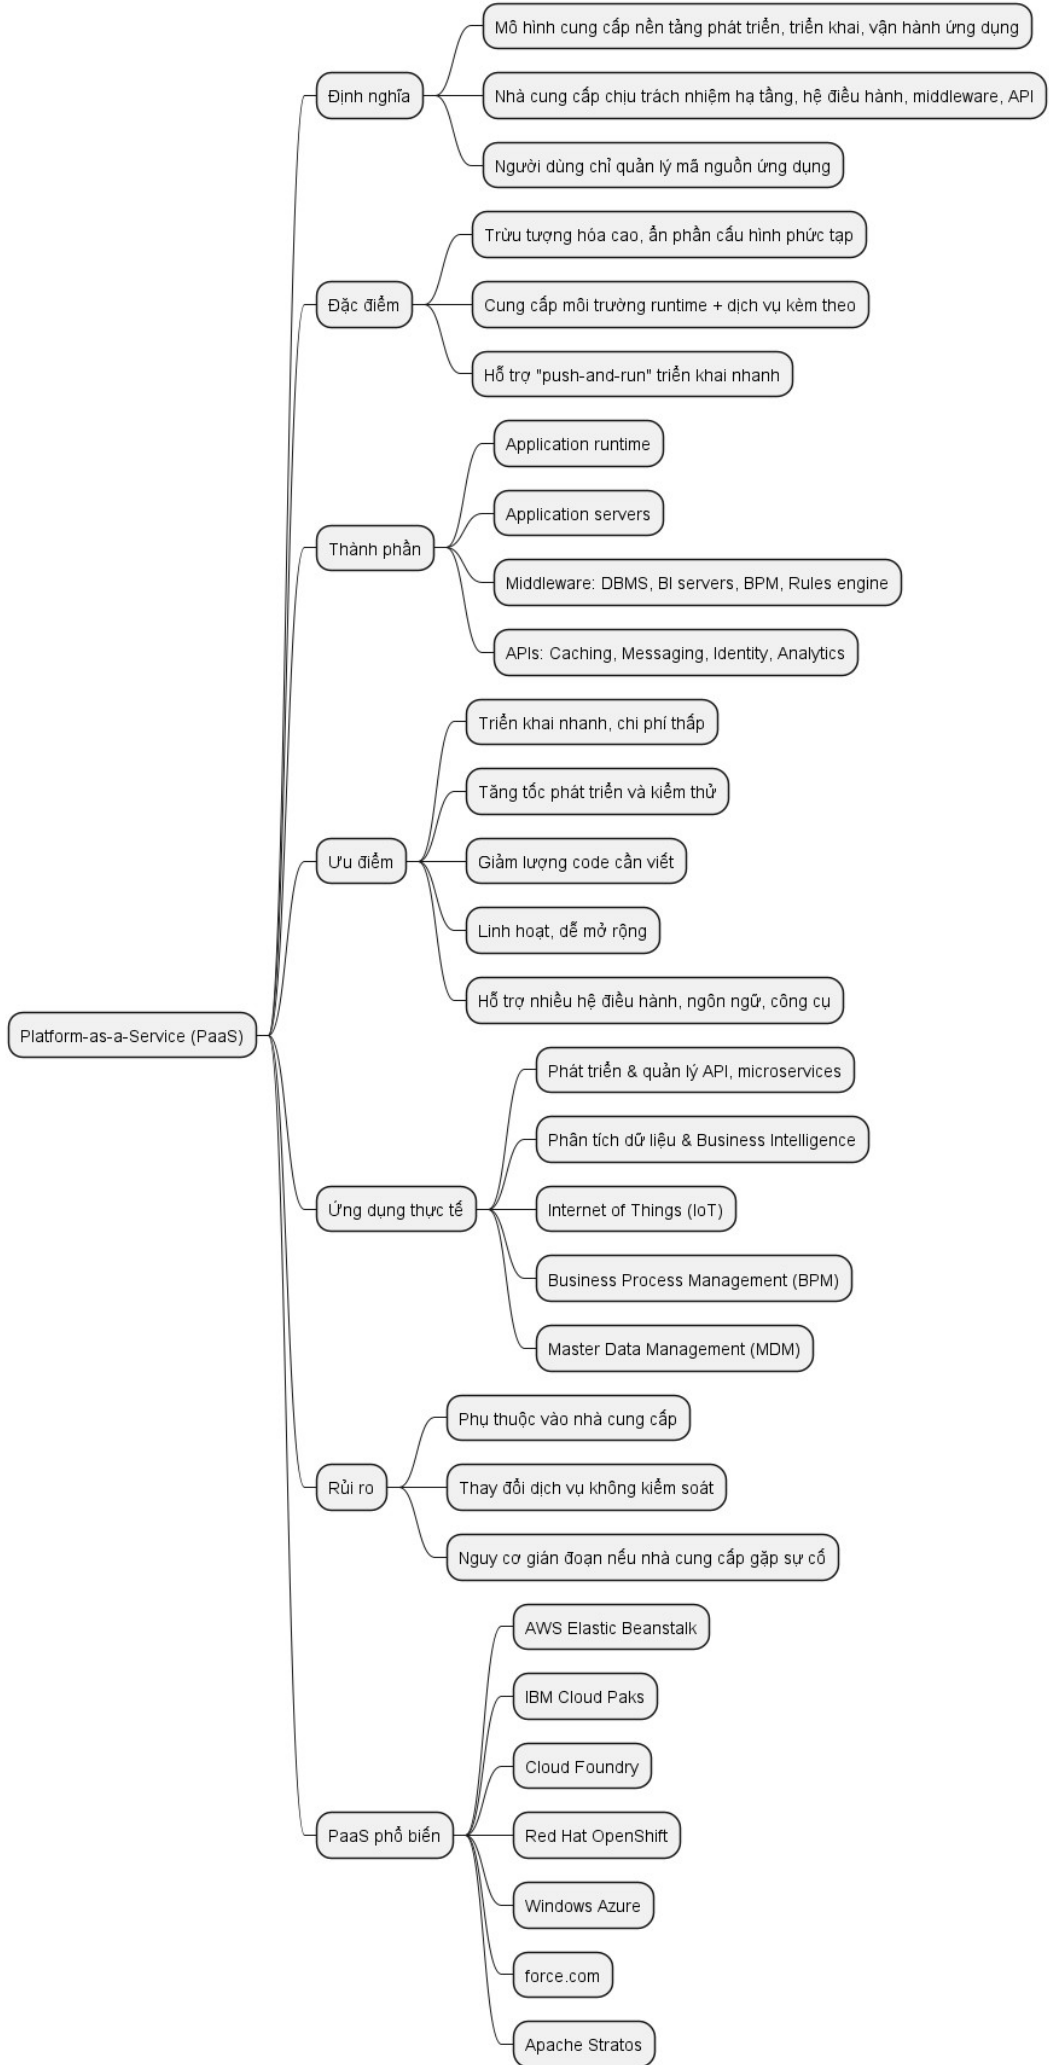 Platform-as-a-Service (PaaS)
Định nghĩa
Mô hình cung cấp nền tảng phát triển, triển khai, vận hành ứng dụng
Nhà cung cấp chịu trách nhiệm hạ tầng, hệ điều hành, middleware, API
Người dùng chỉ quản lý mã nguồn ứng dụng
Đặc điểm
Trừu tượng hóa cao, ẩn phần cấu hình phức tạp
Cung cấp môi trường runtime + dịch vụ kèm theo
Hỗ trợ "push-and-run" triển khai nhanh
Thành phần
Application runtime
Application servers
Middleware: DBMS, BI servers, BPM, Rules engine
APIs: Caching, Messaging, Identity, Analytics
Ưu điểm
Triển khai nhanh, chi phí thấp
Tăng tốc phát triển và kiểm thử
Giảm lượng code cần viết
Linh hoạt, dễ mở rộng
Hỗ trợ nhiều hệ điều hành, ngôn ngữ, công cụ
Ứng dụng thực tế
Phát triển & quản lý API, microservices
Phân tích dữ liệu & Business Intelligence
Internet of Things (IoT)
Business Process Management (BPM)
Master Data Management (MDM)
Rủi ro
Phụ thuộc vào nhà cung cấp
Thay đổi dịch vụ không kiểm soát
Nguy cơ gián đoạn nếu nhà cung cấp gặp sự cố
PaaS phổ biến
AWS Elastic Beanstalk
IBM Cloud Paks
Cloud Foundry
Red Hat OpenShift
Windows Azure
force.com
Apache Stratos